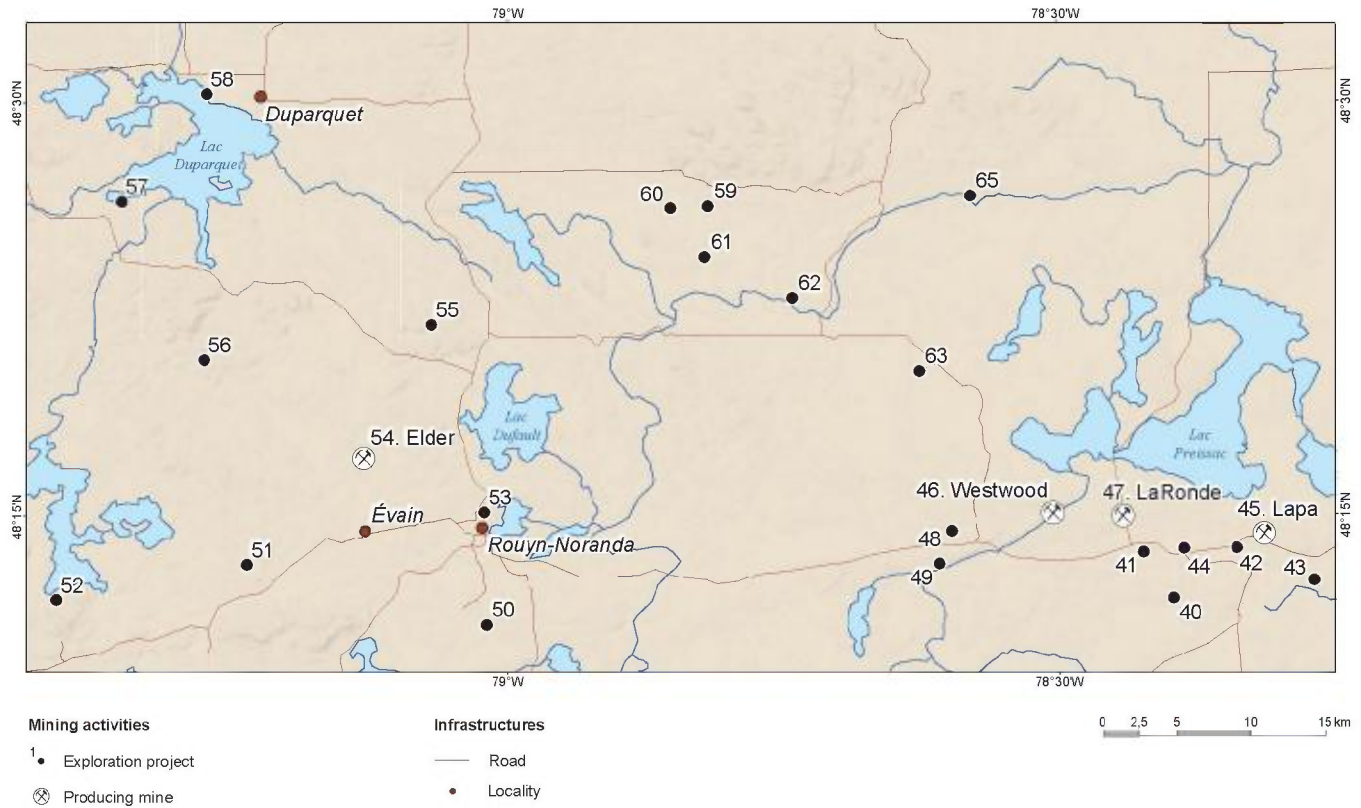 79°W 78°30'W
48°30'N 48°30'N
58
Duparquet
Lac
Duparquet
57
60 59
65
61
62
55
56
63
54. Elder
Lac
Dufault
Lac
Preissac
46. Westwood 47. LaRonde
45. Lapa
48°15'N 48°15'N
53
Évain
Rouyn-Noranda
48
51
49
41 44 42 43
52
40
50
79°W 78°30'W
Mining activities
1 Exploration project
Producing mine
Infrastructures
Road
Locality
0 2,5 5 10 15 km